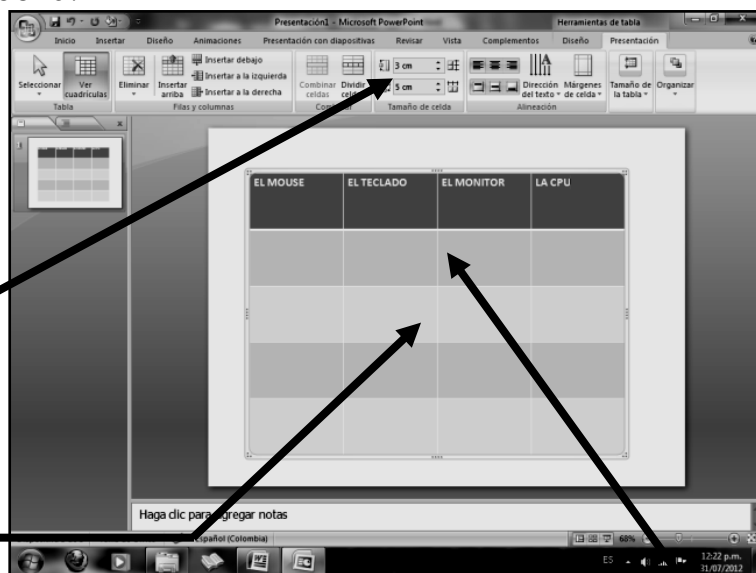 Presentación1 - Microsoft PowerPoint
Herramientas de tabla
Inicio Insertar Diseño Animaciones Presentación con diapositivas Revisar Vista Complementos Diseño Presentación
Seleccionar
Ver cuadrículas
Eliminar
Insertar arriba
Insertar debajo
Insertar a la izquierda
Insertar a la derecha
Combinar celdas
Dividir
3 cm
5 cm
Dirección del texto
Márgenes de celda
Tamaño de la tabla
Organizar
Tabla
Filas y columnas
Tamaño de celda
Alineación
1
EL MOUSE EL TECLADO EL MONITOR LA CPU
Haga clic para agregar notas
Español (Colombia)
68%
ES
12:22 p.m.
31/07/2012